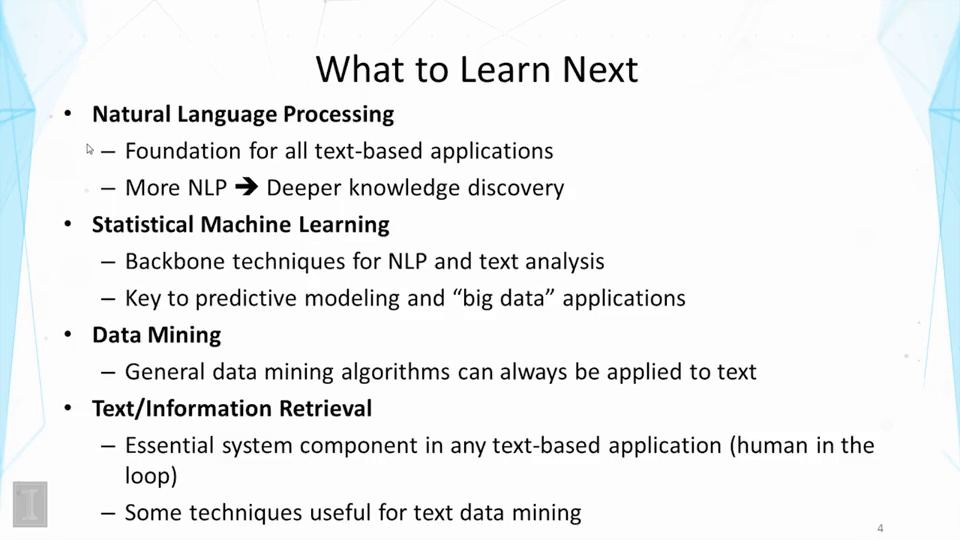 What to Learn Next
• Natural Language Processing
– Foundation for all text-based applications
– More NLP ➔ Deeper knowledge discovery
• Statistical Machine Learning
– Backbone techniques for NLP and text analysis
– Key to predictive modeling and “big data” applications
• Data Mining
– General data mining algorithms can always be applied to text
• Text/Information Retrieval
– Essential system component in any text-based application (human in the
loop)
– Some techniques useful for text data mining
I
4